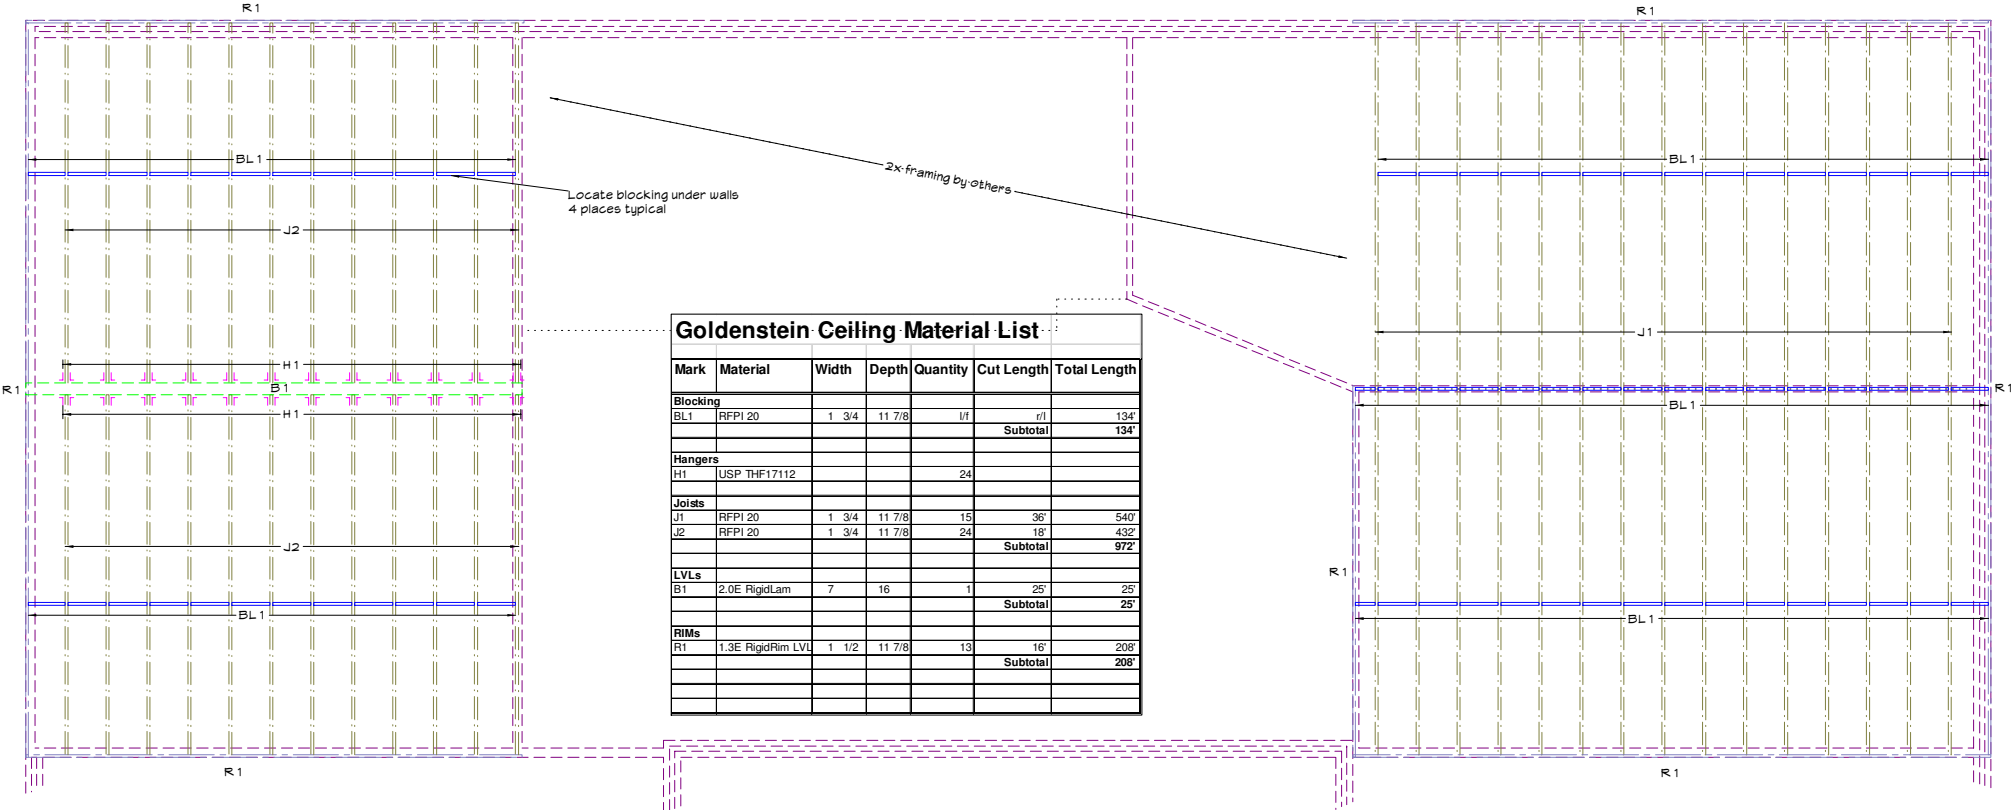 R1
R1
BL1
BL1
2x framing by others
Locate blocking under walls
4 places typical
J2
Goldenstein Ceiling Material List
J1
H1
Mark Material Width Depth Quantity Cut Length Total Length
R1
B1
R1
Blocking
BL1
H1
BL1 RFPI 20 1 3/4 11 7/8 l/f r/l 134'
Subtotal 134'
Hangers
H1 USP THF17112 24
Joists
J1 RFPI 20 1 3/4 11 7/8 15 36' 540'
J2 RFPI 20 1 3/4 11 7/8 24 18' 432'
J2
Subtotal 972'
LVLs
R1
B1 2.0E RigidLam 7 16 1 25' 25'
Subtotal 25'
BL1
BL1
RIMs
R1 1.3E RigidRim LVL 1 1/2 11 7/8 13 16' 208'
Subtotal 208'
R1
R1